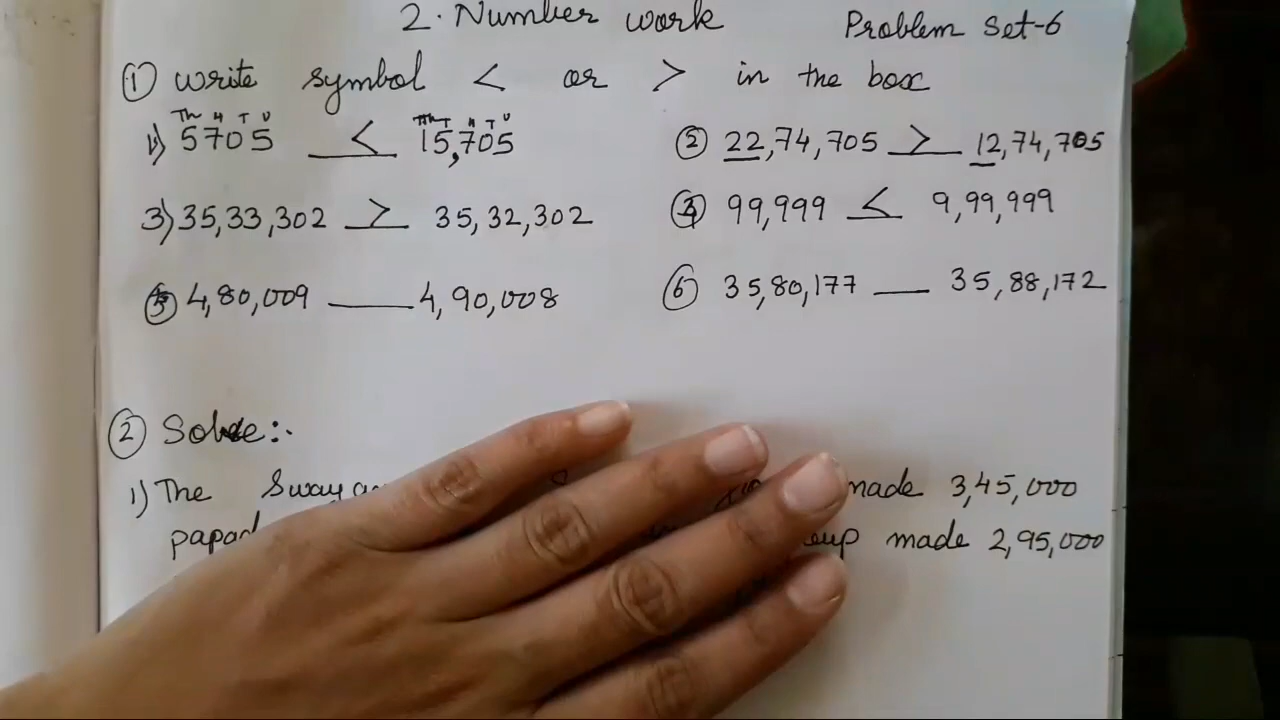 2. Number work Problem Set-6
① write symbol < or > in the box
Th H T U TTh T H T U
1) 5705 < 15,705 ② 22,74,705 > 12,74,705
3) 35,33,302 > 35,32,302 ④ 99,999 < 9,99,999
⑤ 4,80,009 ____ 4,90,008 ⑥ 35,80,177 ____ 35,88,172
② Solve:-
1) The made 3,45,000
made 2,95,000